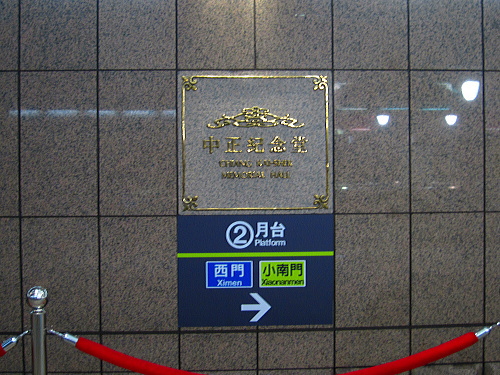 中正紀念堂
CHIANG KAI-SHEK
MEMORIAL HALL
2 月台
Platform
西門 小南門
Ximen Xiaonanmen